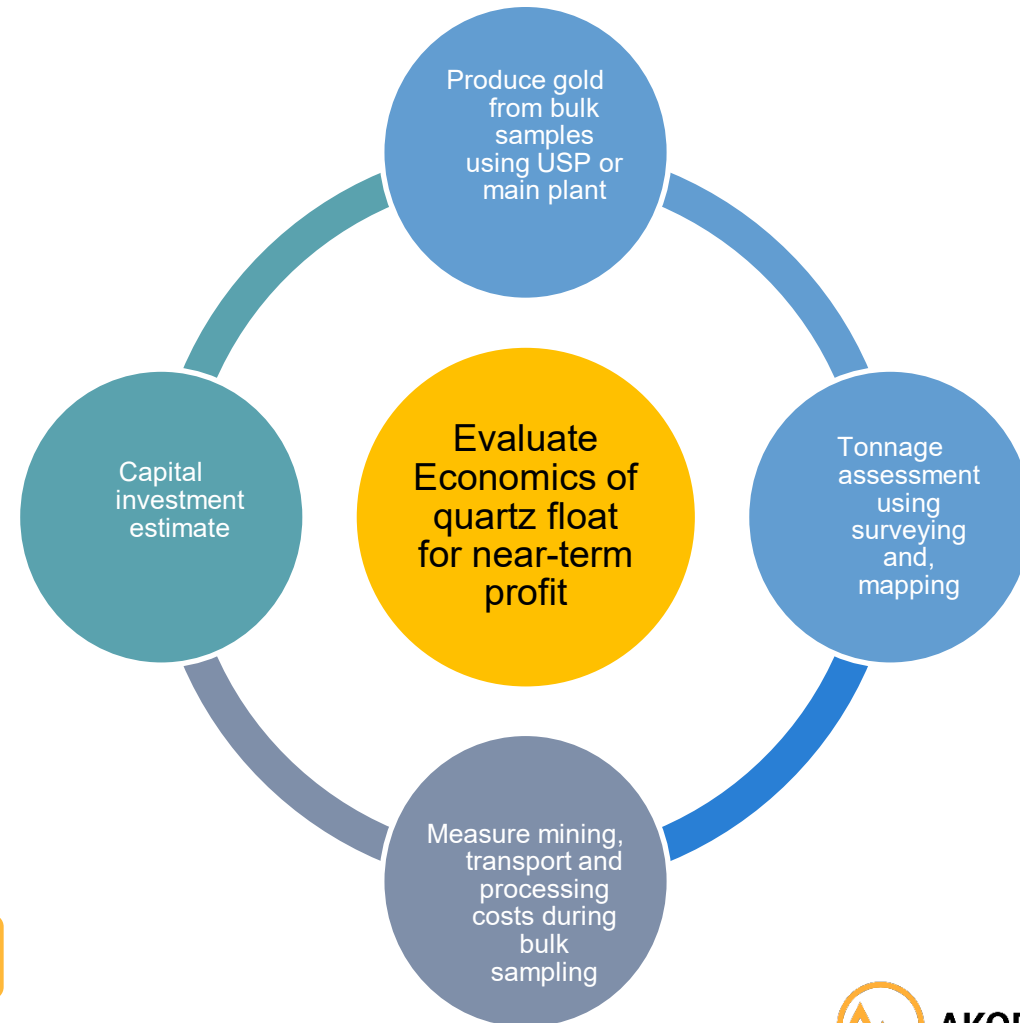 Produce gold
from bulk
samples
using USP or
main plant
Capital
investment
estimate
Evaluate
Economics of
quartz float
for near-term
profit
Tonnage
assessment
using
surveying
and,
mapping
Measure mining,
transport and
processing
costs during
bulk
sampling